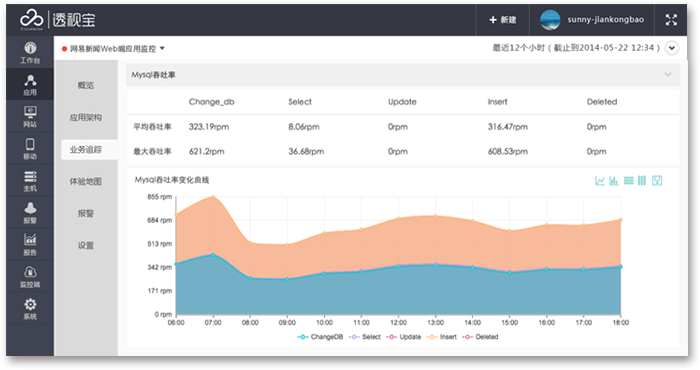 透视宝
Cloudwise
+ 新建
sunny-jiankongbao
工作台
应用
网站
移动
主机
报警
报告
监控端
系统
网易新闻Web端应用监控
最近12个小时（截止到2014-05-22 12:34）
概览
应用架构
业务追踪
体验地图
报警
设置
Mysql吞吐率
Change_db Select Update Insert Deleted
平均吞吐率 323.19rpm 8.06rpm 0rpm 316.47rpm 0rpm
最大吞吐率 621.2rpm 36.68rpm 0rpm 608.53rpm 0rpm
Mysql吞吐率变化曲线
855 rpm
684 rpm
513 rpm
342 rpm
171 rpm
0 rpm
06:00 07:00 08:00 09:00 10:00 11:00 12:00 13:00 14:00 15:00 16:00 17:00 18:00
ChangeDB Select Update Insert Deleted